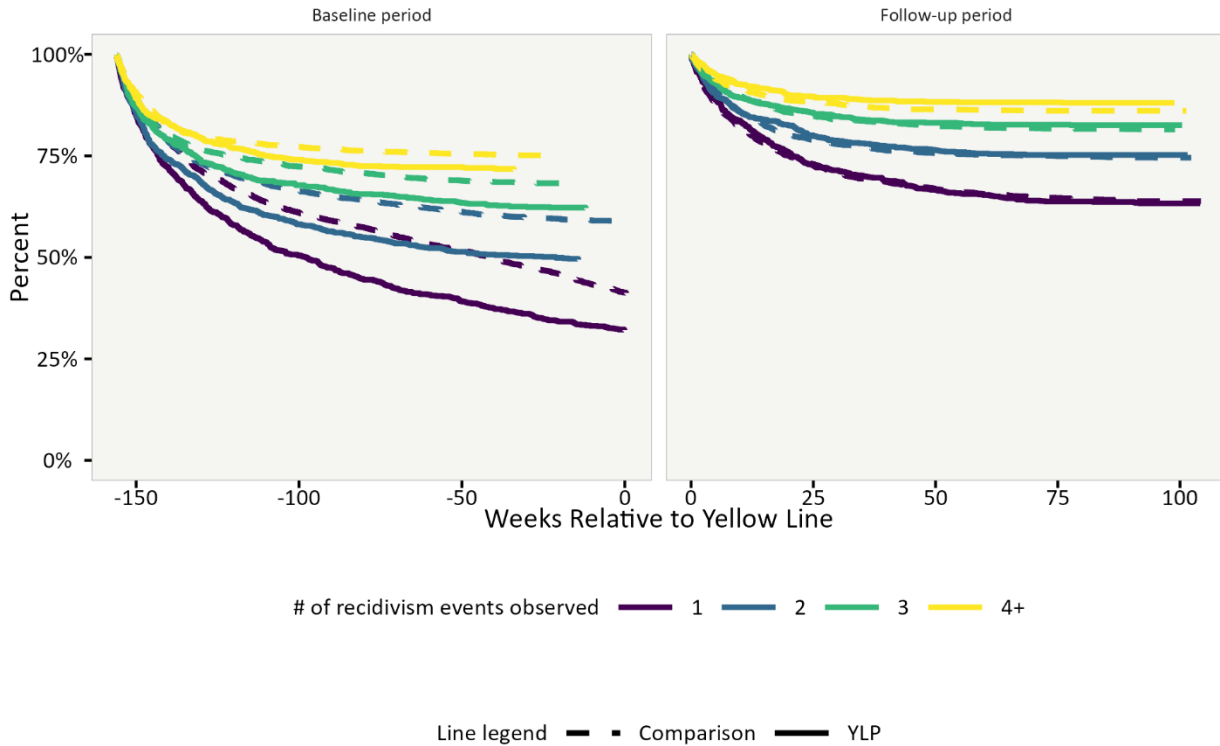 Baseline period
Follow-up period
100%
75%
50%
25%
0%
Percent
-150
-100
-50
0
0
25
50
75
100
Weeks Relative to Yellow Line
# of recidivism events observed 1 2 3 4+
Line legend Comparison YLP